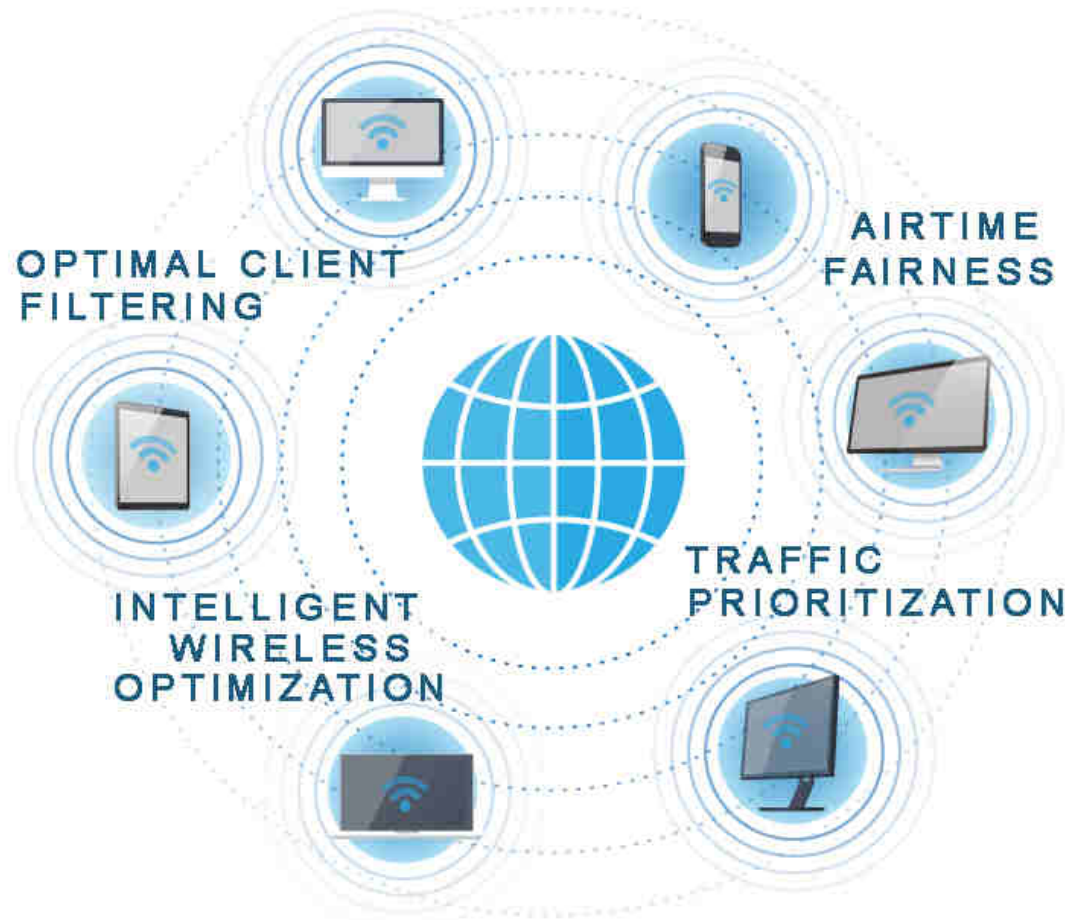 OPTIMAL CLIENT
FILTERING
AIRTIME
FAIRNESS
INTELLIGENT
WIRELESS
OPTIMIZATION
TRAFFIC
PRIORITIZATION